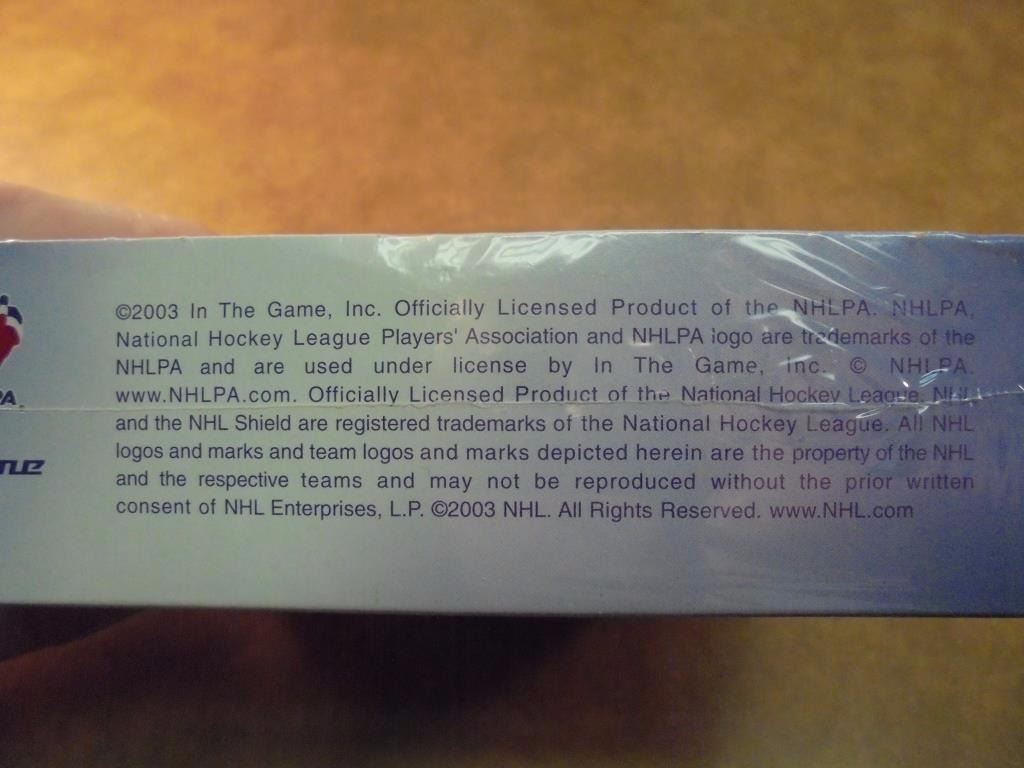 ©2003 In The Game, Inc. Officially Licensed Product of the NHLPA. NHLPA,
National Hockey League Players' Association and NHLPA logo are trademarks of the
NHLPA and are used under license by In The Game, Inc. © NHLPA.
www.NHLPA.com. Officially Licensed Product of the National Hockey League. NHL
and the NHL Shield are registered trademarks of the National Hockey League. All NHL
logos and marks and team logos and marks depicted herein are the property of the NHL
and the respective teams and may not be reproduced without the prior written
consent of NHL Enterprises, L.P. ©2003 NHL. All Rights Reserved. www.NHL.com